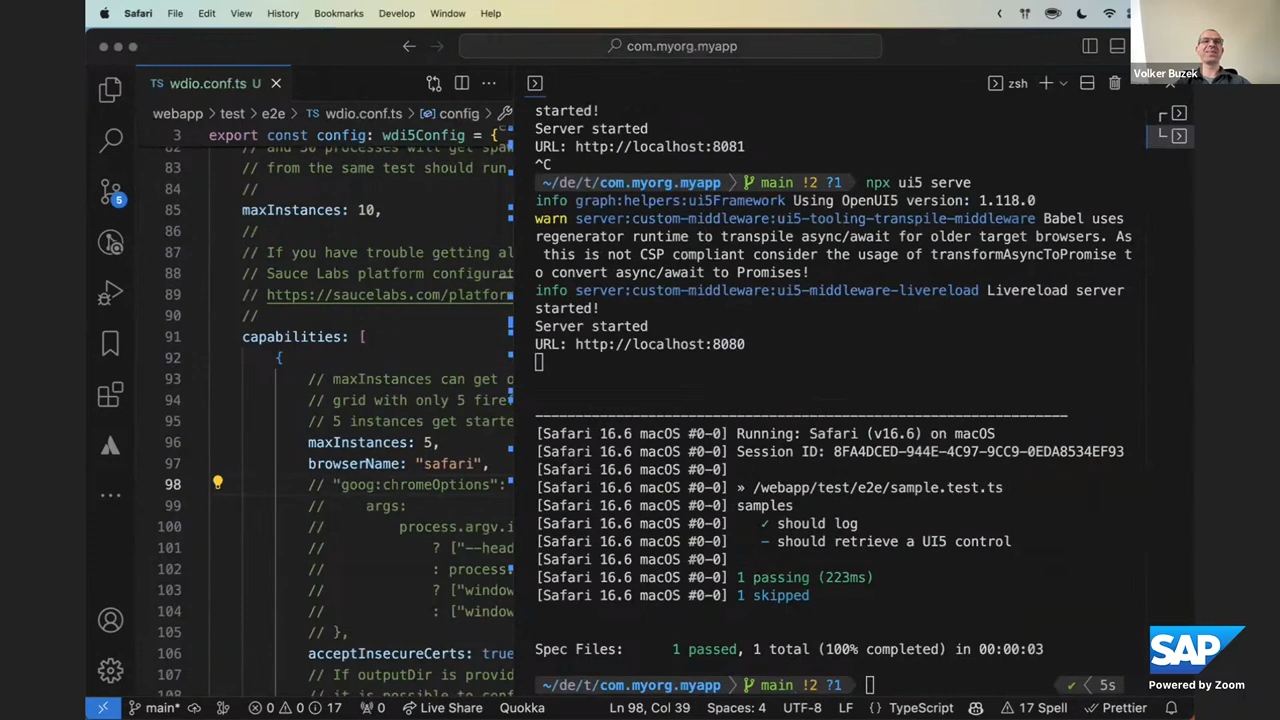 Safari File Edit View History Bookmarks Develop Window Help
com.myorg.myapp
Volker Buzek
TS wdio.conf.ts U
zsh
webapp > test > e2e > TS wdio.conf.ts > config >
3 export const config: wdi5Config = {
83 // from the same test should run
84 //
85 maxInstances: 10,
86 //
87 // If you have trouble getting al
88 // Sauce Labs platform configurat
89 // https://saucelabs.com/platfor
90 //
91 capabilities: [
92 {
93 // maxInstances can get o
94 // grid with only 5 firef
95 // 5 instances get starte
96 maxInstances: 5,
97 browserName: "safari",
98 // "goog:chromeOptions":
99 // args:
100 // process.argv.i
101 // ? ["--head
102 // : process.
103 // ? ["window
104 // : ["window
105 // },
106 acceptInsecureCerts: true
107 // If outputDir is provid
108 // it is possible to conf
started!
Server started
URL: http://localhost:8081
^C
~/de/t/com.myorg.myapp main !2 ?1 npx ui5 serve
info graph:helpers:ui5Framework Using OpenUI5 version: 1.118.0
warn server:custom-middleware:ui5-tooling-transpile-middleware Babel uses
regenerator runtime to transpile async/await for older target browsers. As
this is not CSP compliant consider the usage of transformAsyncToPromise t
o convert async/await to Promises!
info server:custom-middleware:ui5-middleware-livereload Livereload server
started!
Server started
URL: http://localhost:8080
[Safari 16.6 macOS #0-0] Running: Safari (v16.6) on macOS
[Safari 16.6 macOS #0-0] Session ID: 8FA4DCED-944E-4C97-9CC9-0EDA8534EF93
[Safari 16.6 macOS #0-0]
[Safari 16.6 macOS #0-0] » /webapp/test/e2e/sample.test.ts
[Safari 16.6 macOS #0-0] samples
[Safari 16.6 macOS #0-0] ✓ should log
[Safari 16.6 macOS #0-0] – should retrieve a UI5 control
[Safari 16.6 macOS #0-0]
[Safari 16.6 macOS #0-0] 1 passing (223ms)
[Safari 16.6 macOS #0-0] 1 skipped
Spec Files: 1 passed, 1 total (100% completed) in 00:00:03
~/de/t/com.myorg.myapp main !2 ?1 ✓ 5s
5
SAP
Powered by Zoom
main* 0 0 17 0 Live Share Quokka Ln 98, Col 39 Spaces: 4 UTF-8 LF {} TypeScript 17 Spell Prettier